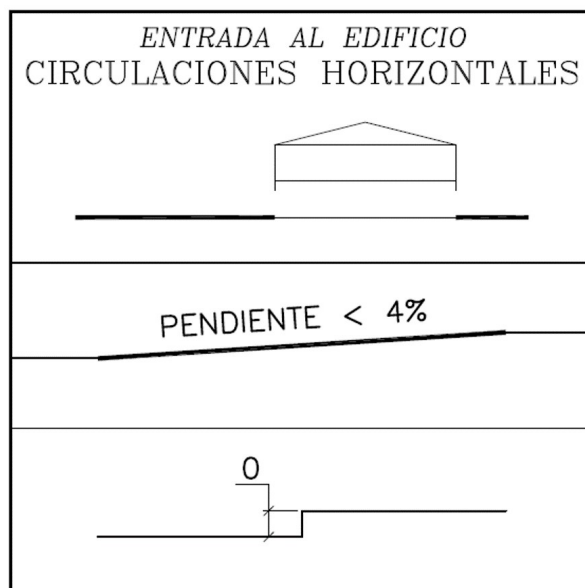 ENTRADA AL EDIFICIO
CIRCULACIONES HORIZONTALES
PENDIENTE < 4%
0